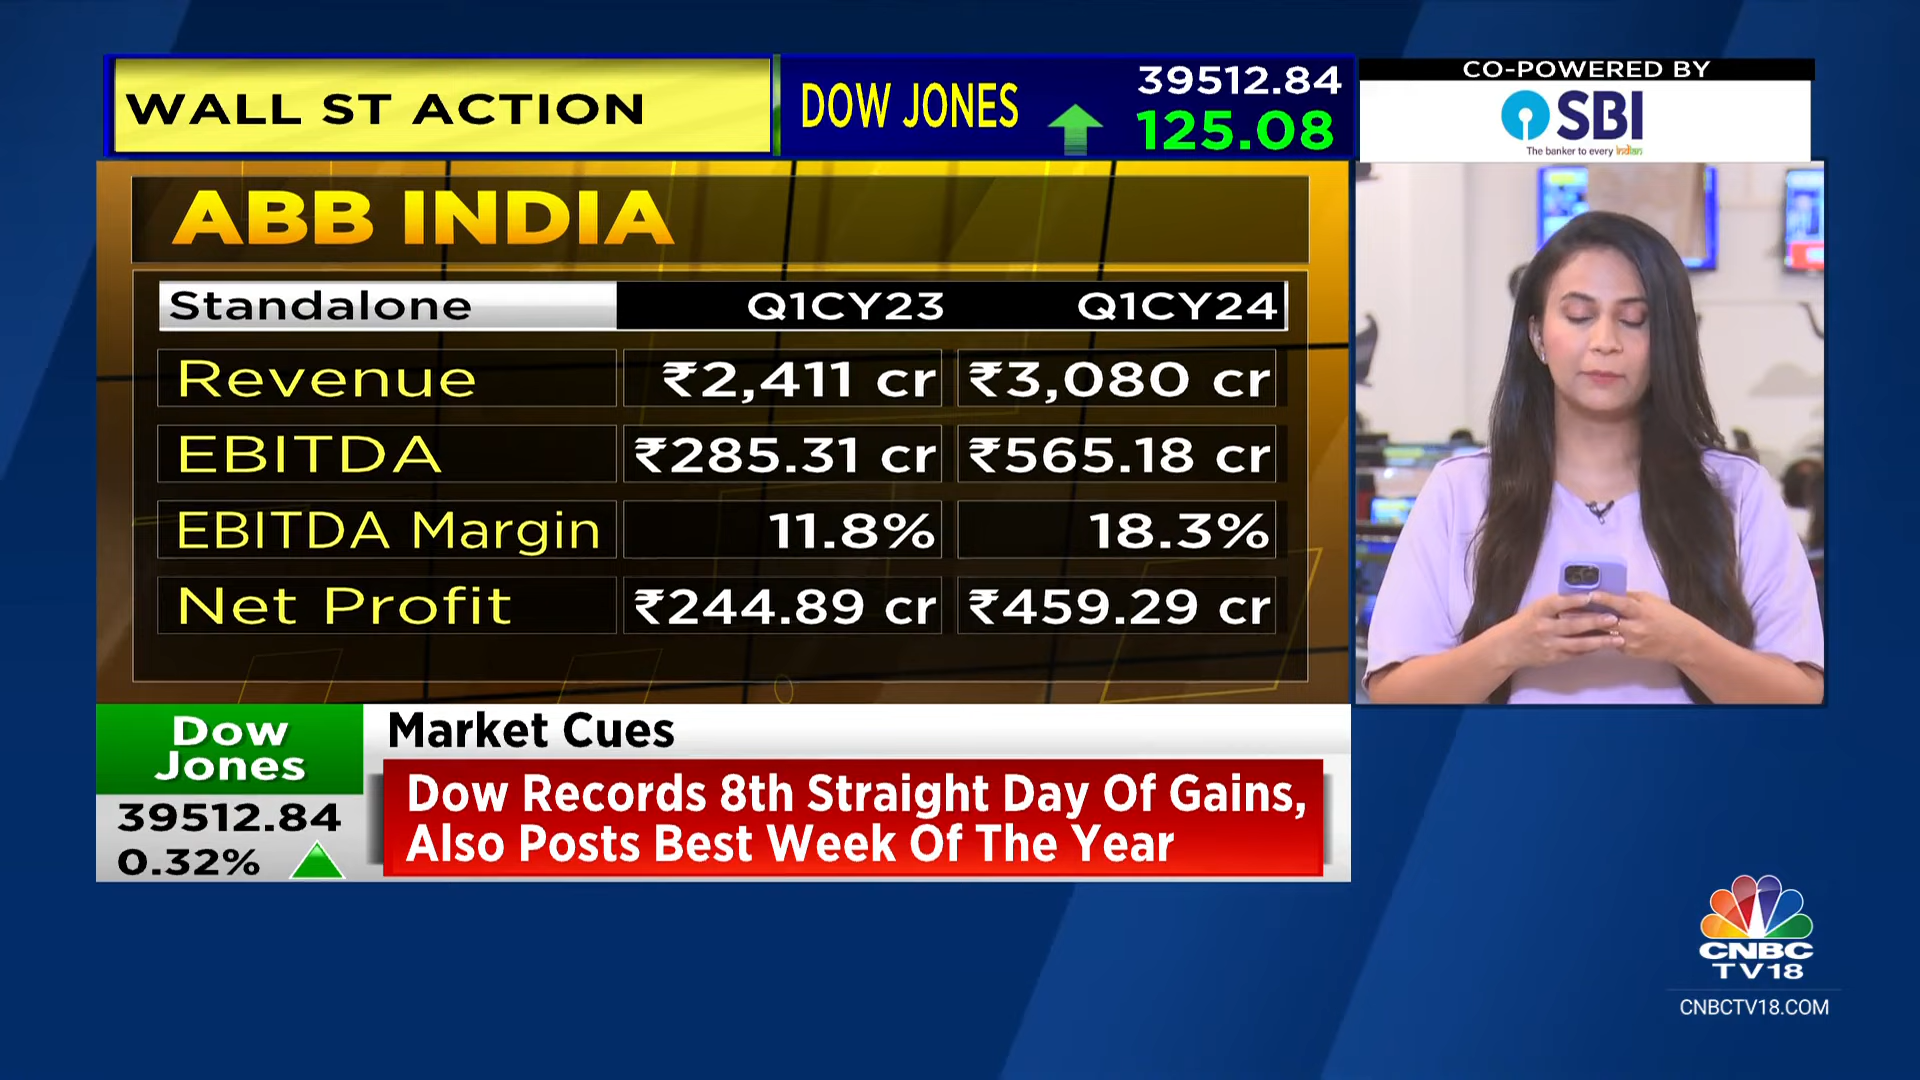 WALL ST ACTION
DOW JONES
39512.84
125.08
CO-POWERED BY
SBI
The banker to every Indian
ABB INDIA
Standalone Q1CY23 Q1CY24
Revenue ₹2,411 cr ₹3,080 cr
EBITDA ₹285.31 cr ₹565.18 cr
EBITDA Margin 11.8% 18.3%
Net Profit ₹244.89 cr ₹459.29 cr
Dow
Jones
39512.84
0.32%
Market Cues
Dow Records 8th Straight Day Of Gains,
Also Posts Best Week Of The Year
CNBC
TV18
CNBCTV18.COM